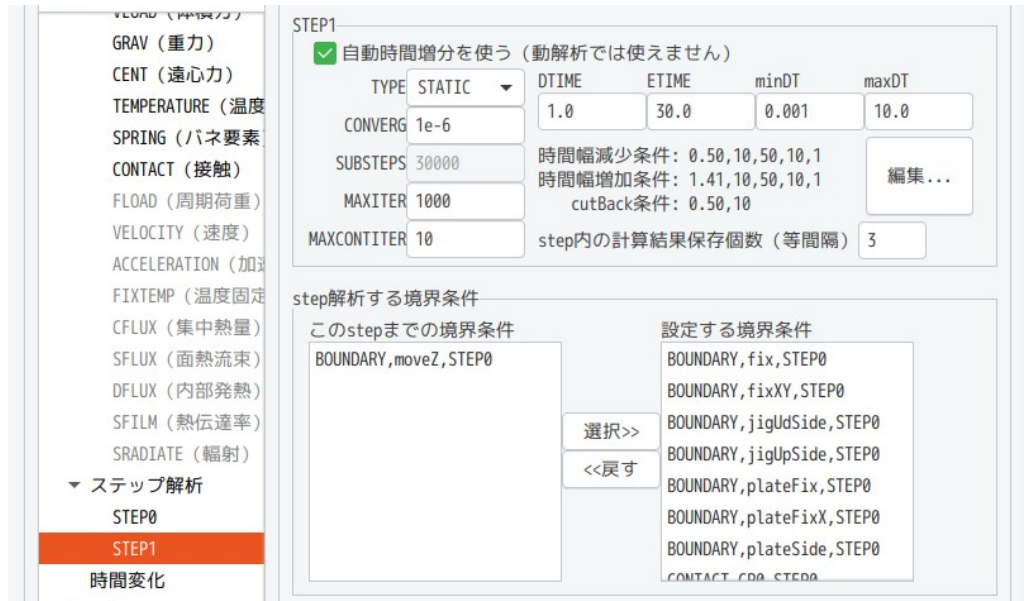 VLOAD (体積力)
GRAV (重力)
CENT (遠心力)
TEMPERATURE (温度
SPRING (バネ要素)
CONTACT (接触)
FLOAD (周期荷重)
VELOCITY (速度)
ACCELERATION (加速
FIXTEMP (温度固定
CFLUX (集中熱量)
SFLUX (面熱流束)
DFLUX (内部発熱)
SFILM (熱伝達率)
SRADIATE (輻射)
ステップ解析
STEP0
STEP1
時間変化
STEP1
自動時間増分を使う (動解析では使えません)
TYPE STATIC
CONVERG 1e-6
SUBSTEPS 30000
MAXITER 1000
MAXCONTITER 10
DTIME ETIME minDT maxDT
1.0 30.0 0.001 10.0
時間幅減少条件: 0.50,10,50,10,1
時間幅増加条件: 1.41,10,50,10,1
cutBack条件: 0.50,10
編集...
step内の計算結果保存個数 (等間隔) 3
step解析する境界条件
このstepまでの境界条件
BOUNDARY,moveZ,STEP0
選択>>
<<戻す
設定する境界条件
BOUNDARY,fix,STEP0
BOUNDARY,fixXY,STEP0
BOUNDARY,jigUdSide,STEP0
BOUNDARY,jigUpSide,STEP0
BOUNDARY,plateFix,STEP0
BOUNDARY,plateFixX,STEP0
BOUNDARY,plateSide,STEP0
CONTACT,CP0,STEP0